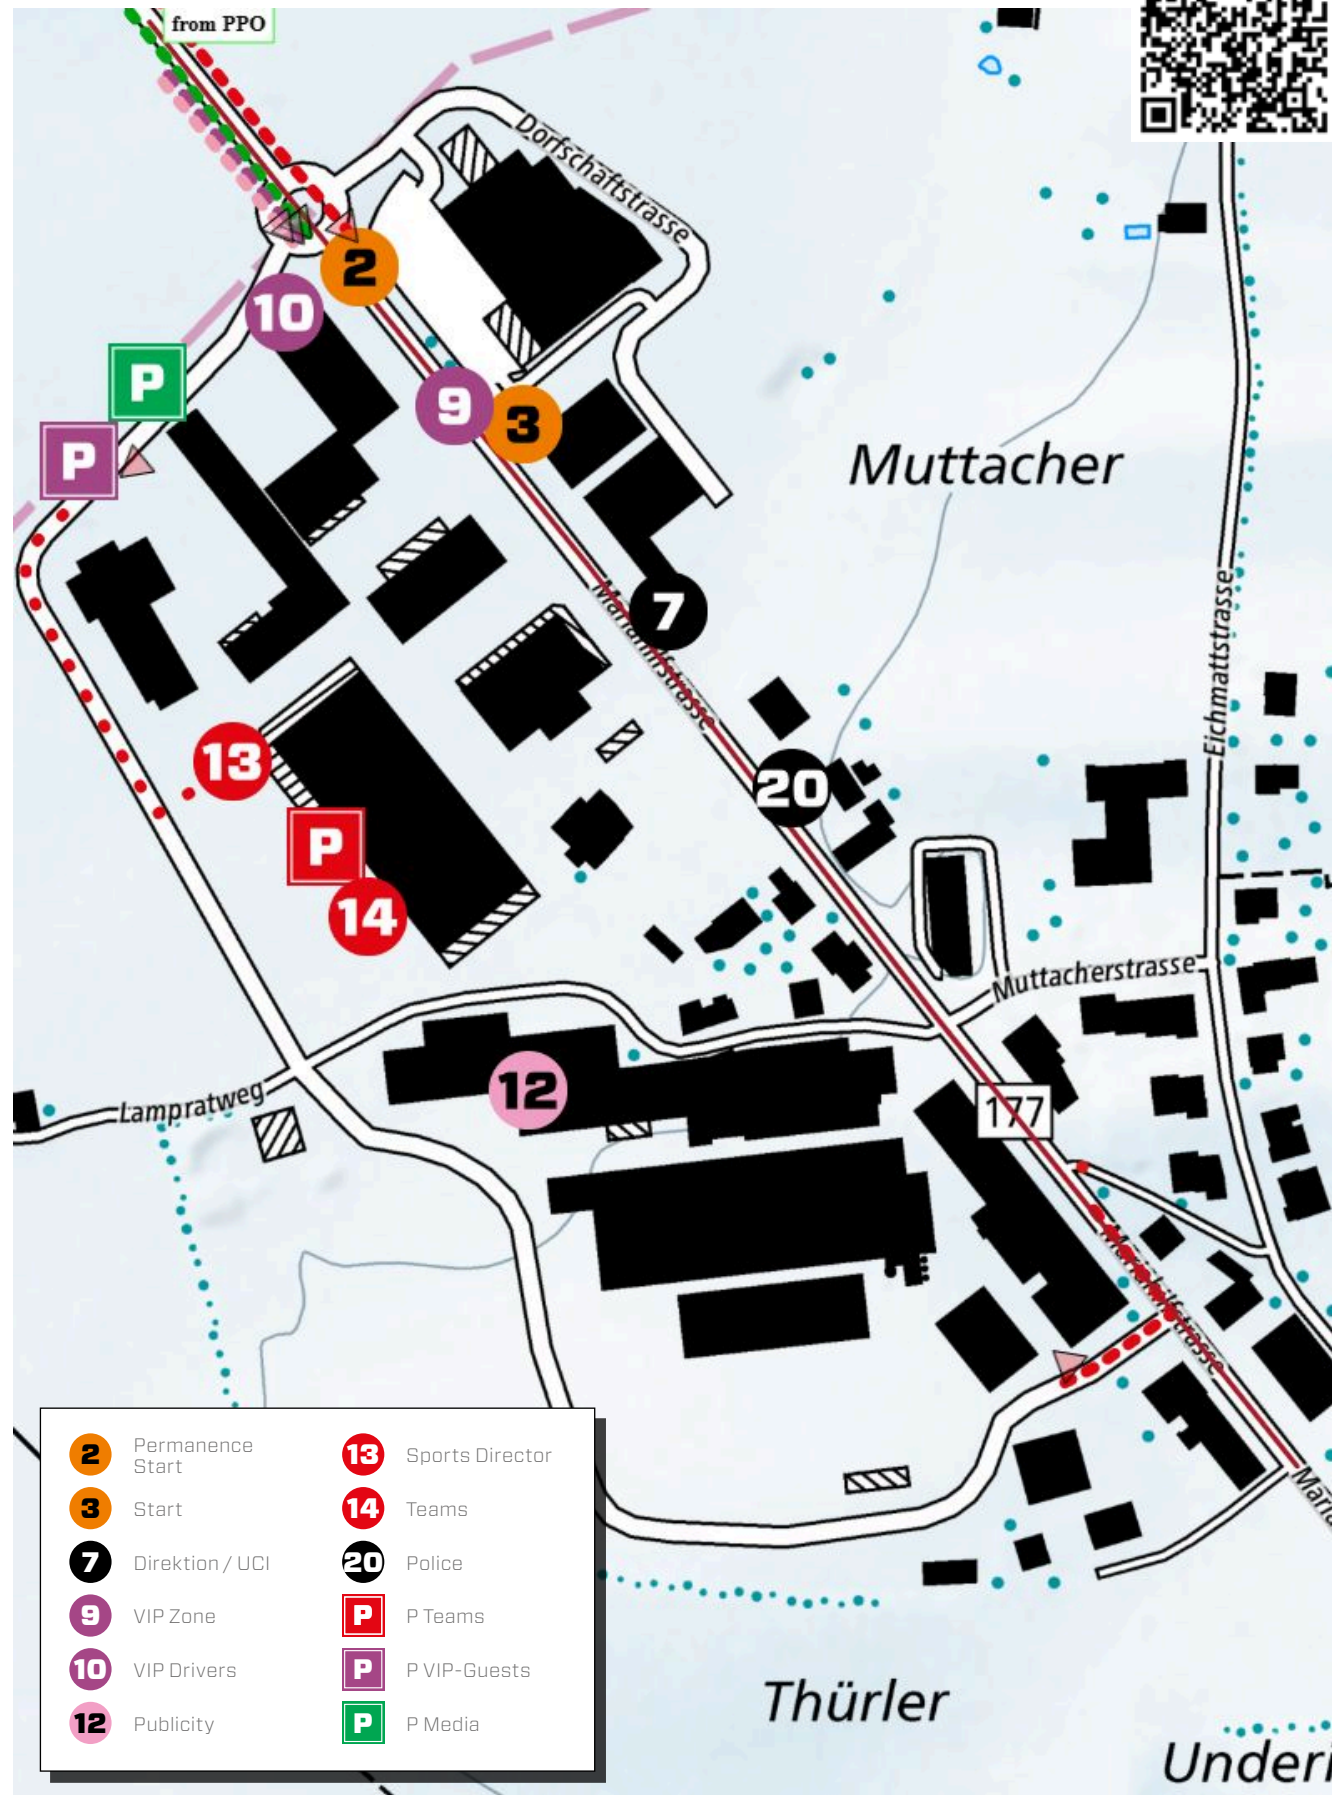 from PPO
Dorfschaftstrasse
2
10
P
9
3
P
Muttacher
7
Mariahilfstrasse
Eichmattstrasse
13
20
P
14
Muttacherstrasse
12
177
Lampratweg
Mariahilfstrasse
2 Permanence
Start
3 Start
7 Direktion / UCI
9 VIP Zone
10 VIP Drivers
12 Publicity
13 Sports Director
14 Teams
20 Police
P P Teams
P P VIP-Guests
P P Media
Thürler